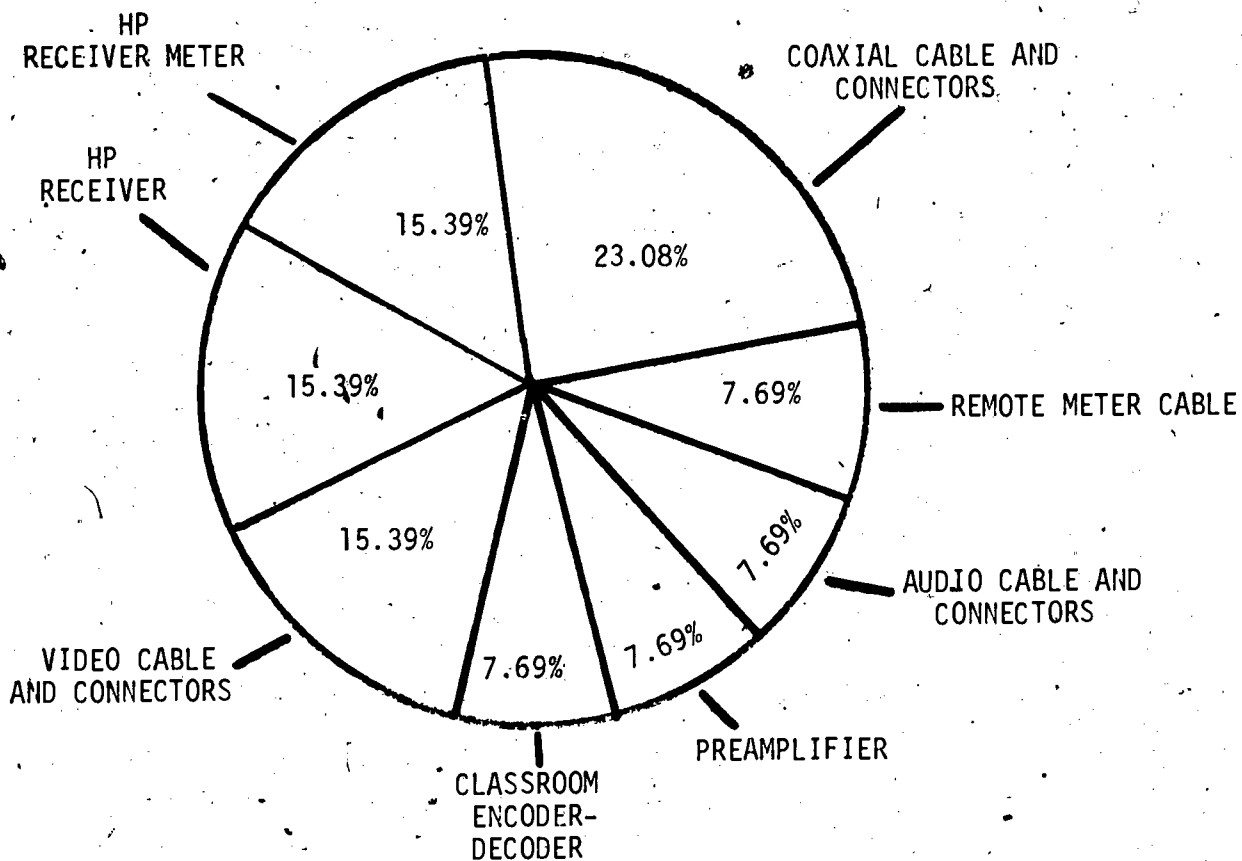 HP
RECEIVER METER
COAXIAL CABLE AND
CONNECTORS
HP
RECEIVER
15.39%
23.08%
15.39%
7.69%
REMOTE METER CABLE
15.39%
7.69%
AUDIO CABLE AND
CONNECTORS
7.69%
7.69%
VIDEO CABLE
AND CONNECTORS
PREAMPLIFIER
CLASSROOM
ENCODER-
DECODER